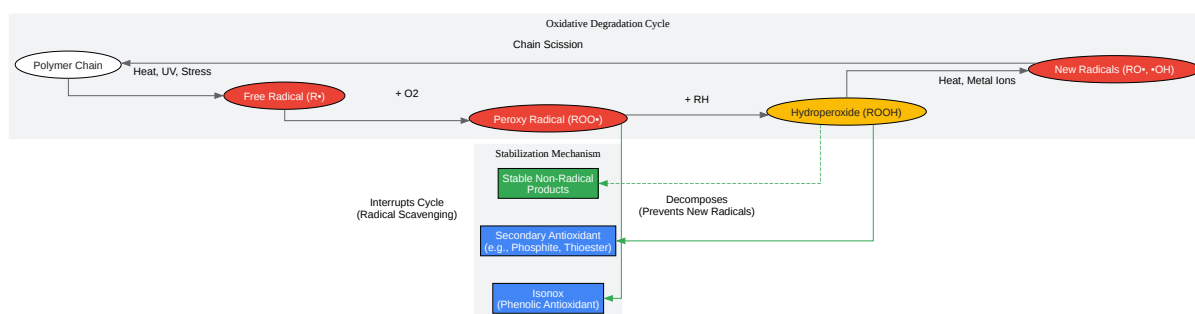 Oxidative Degradation Cycle
Chain Scission
Polymer Chain
Heat, UV, Stress
New Radicals (RO•, •OH)
Heat, Metal Ions
Free Radical (R•)
+ O2
+ RH
Peroxy Radical (ROO•)
Hydroperoxide (ROOH)
Stabilization Mechanism
Stable Non-Radical
Products
Interrupts Cycle
(Radical Scavenging)
Decomposes
(Prevents New Radicals)
Secondary Antioxidant
(e.g., Phosphite, Thioester)
Isonox
(Phenolic Antioxidant)